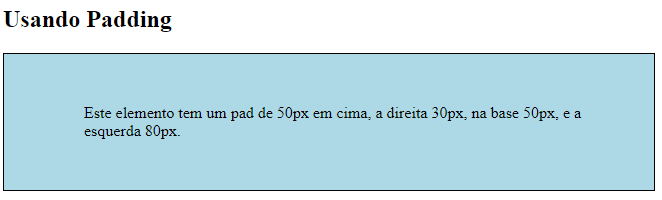 Usando Padding
Este elemento tem um pad de 50px em cima, a direita 30px, na base 50px, e a
esquerda 80px.